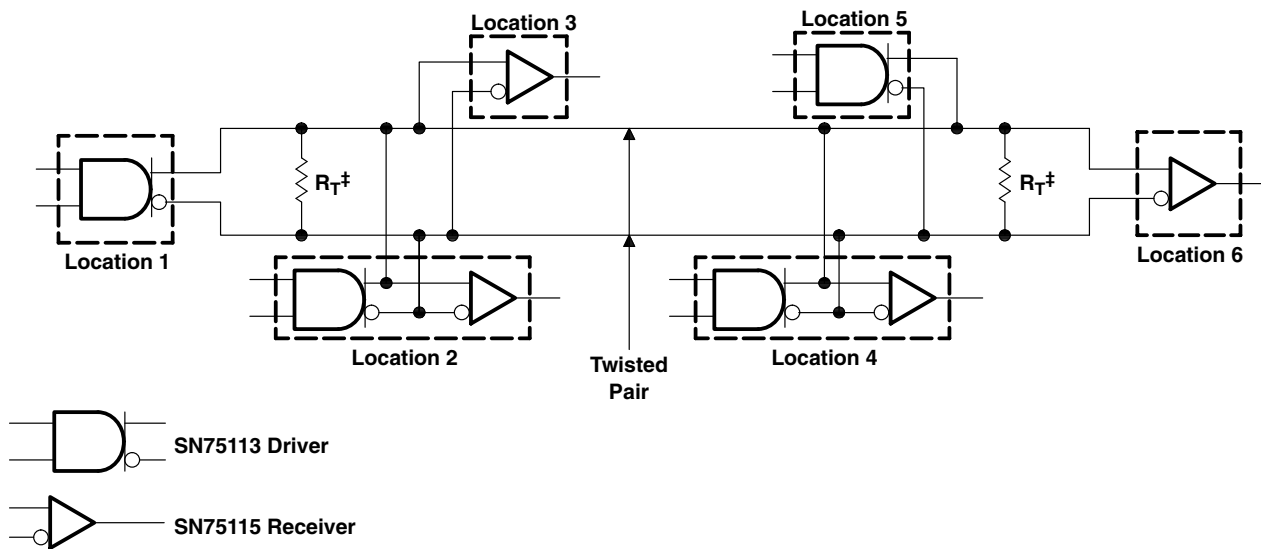 Location 3
Location 5
R_T‡
R_T‡
Location 1
Location 6
Location 2
Location 4
Twisted
Pair
SN75113 Driver
SN75115 Receiver